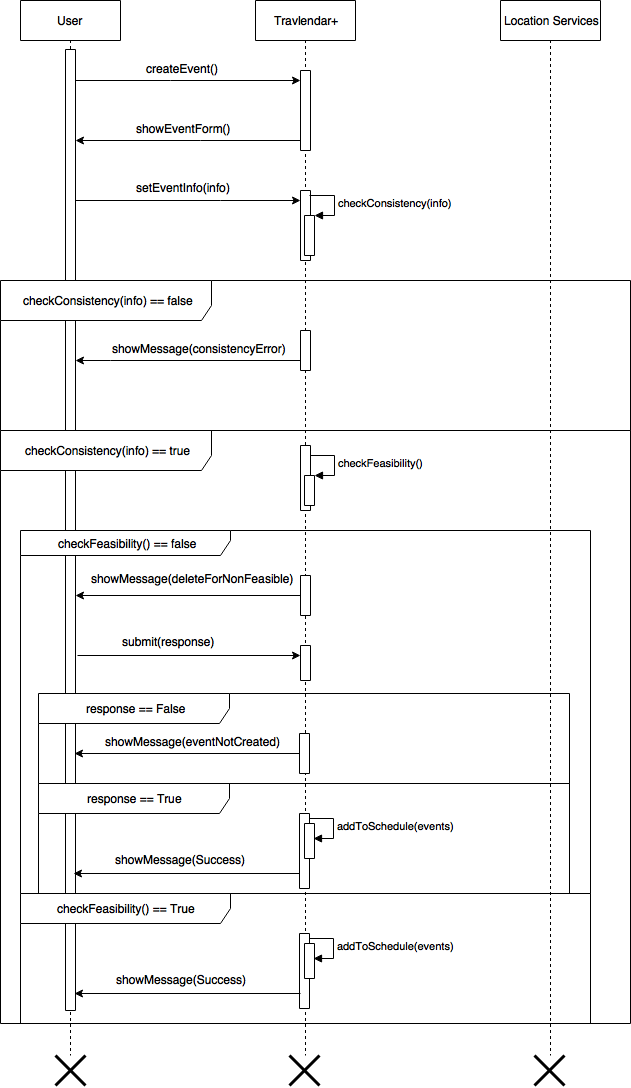 User
Travlendar+
Location Services
createEvent()
showEventForm()
setEventInfo(info)
checkConsistency(info)
checkConsistency(info) == false
showMessage(consistencyError)
checkConsistency(info) == true
checkFeasibility()
checkFeasibility() == false
showMessage(deleteForNonFeasible)
submit(response)
response == False
showMessage(eventNotCreated)
response == True
addToSchedule(events)
showMessage(Success)
checkFeasibility() == True
addToSchedule(events)
showMessage(Success)